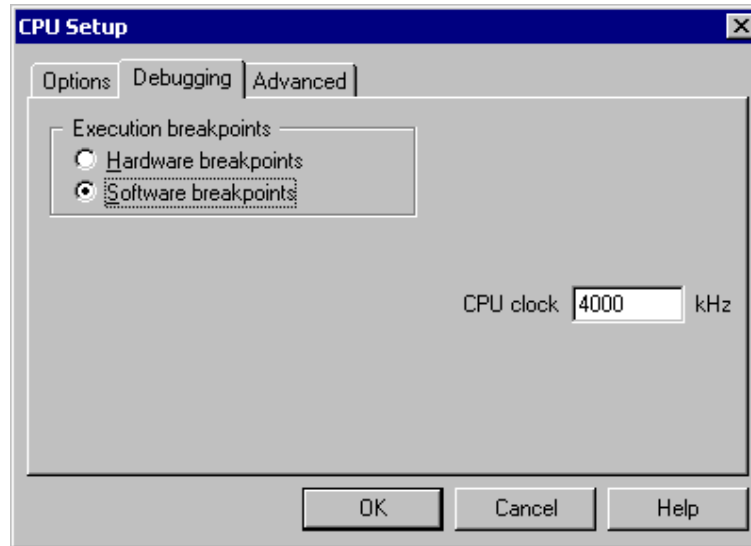 CPU Setup
Options Debugging Advanced
Execution breakpoints
Hardware breakpoints
Software breakpoints
CPU clock 4000 kHz
OK Cancel Help